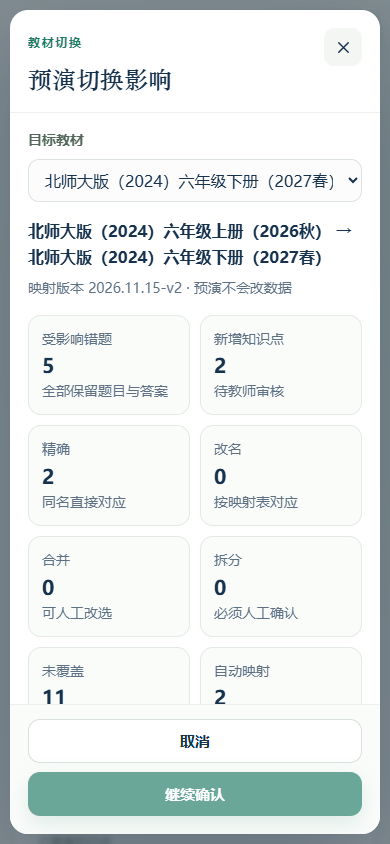 教材切换
预演切换影响
目标教材
北师大版（2024）六年级下册（2027春）
北师大版（2024）六年级上册（2026秋） →
北师大版（2024）六年级下册（2027春）
映射版本 2026.11.15-v2 · 预演不会改数据
受影响错题
5
全部保留题目与答案
新增知识点
2
待教师审核
精确
2
同名直接对应
改名
0
按映射表对应
合并
0
可人工改选
拆分
0
必须人工确认
未覆盖
11
自动映射
2
取消
继续确认